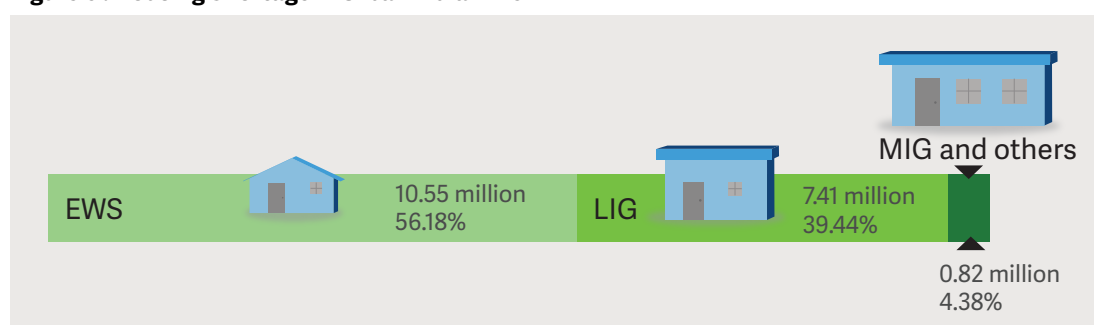 MIG and others
EWS
10.55 million
56.18%
LIG
7.41 million
39.44%
0.82 million
4.38%